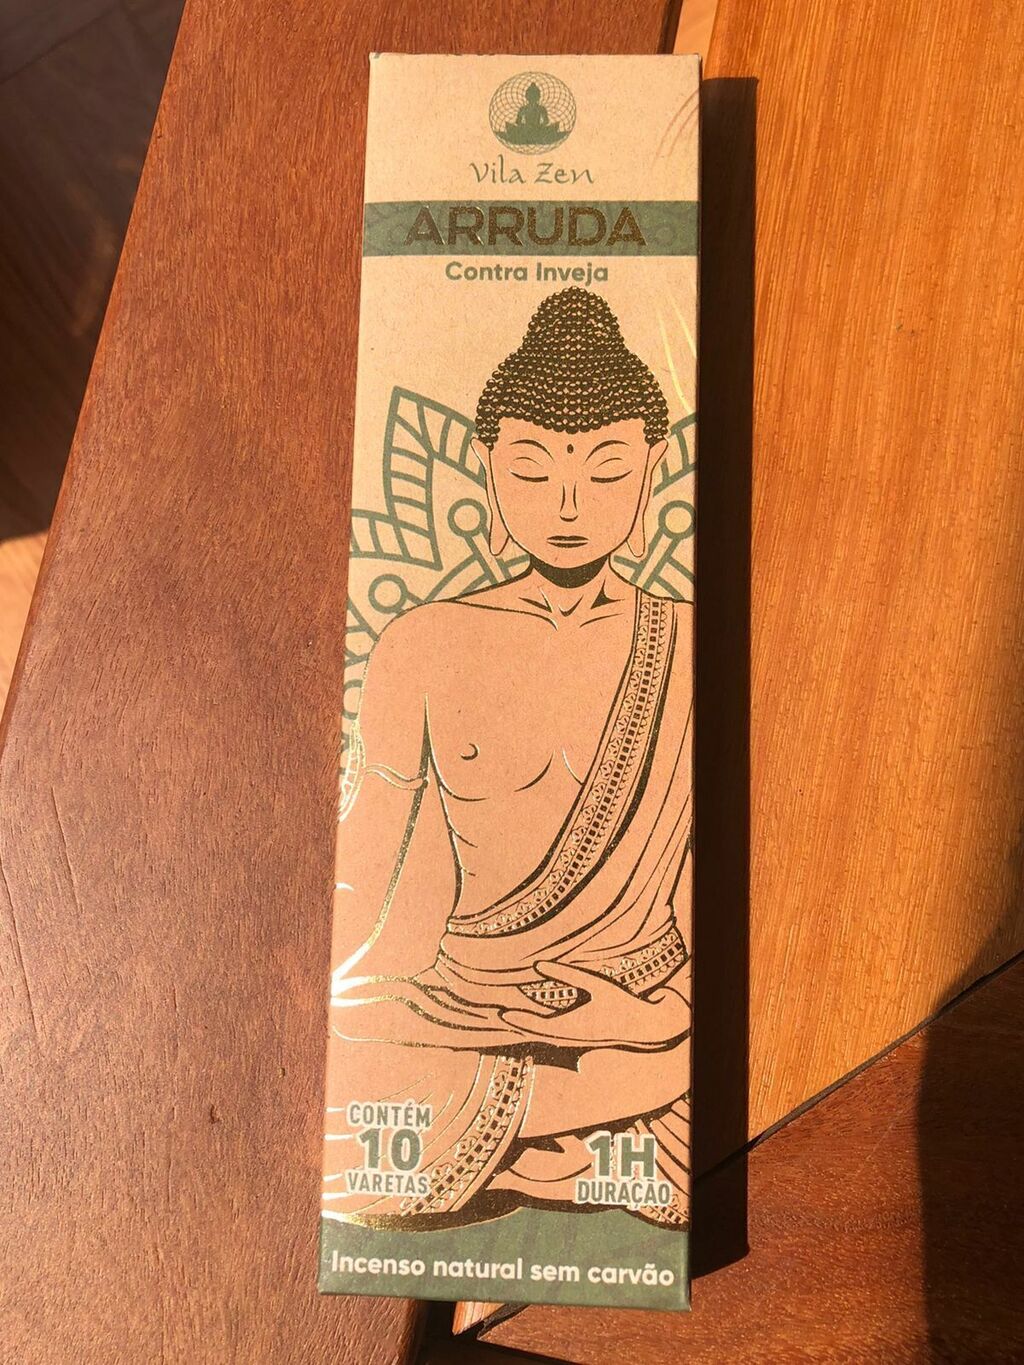 Vila Zen
ARRUDA
Contra Inveja
CONTÉM
10
VARETAS
1H
DURAÇÃO
Incenso natural sem carvão